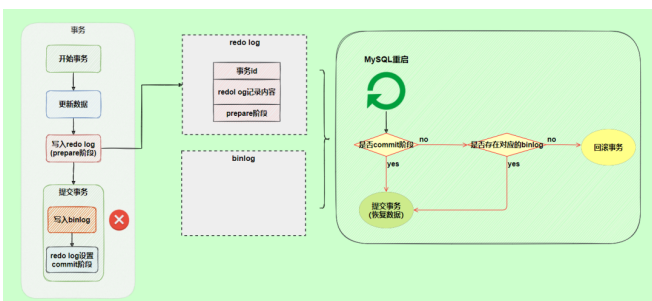 事务
开始事务
更新数据
写入redo log
(prepare阶段)
提交事务
写入binlog
redo log设置
commit阶段
redo log
事务id
redol og记录内容
prepare阶段
binlog
MySQL重启
是否commit阶段
no
是否存在对应的binlog
no
回滚事务
yes
yes
提交事务
(恢复数据)